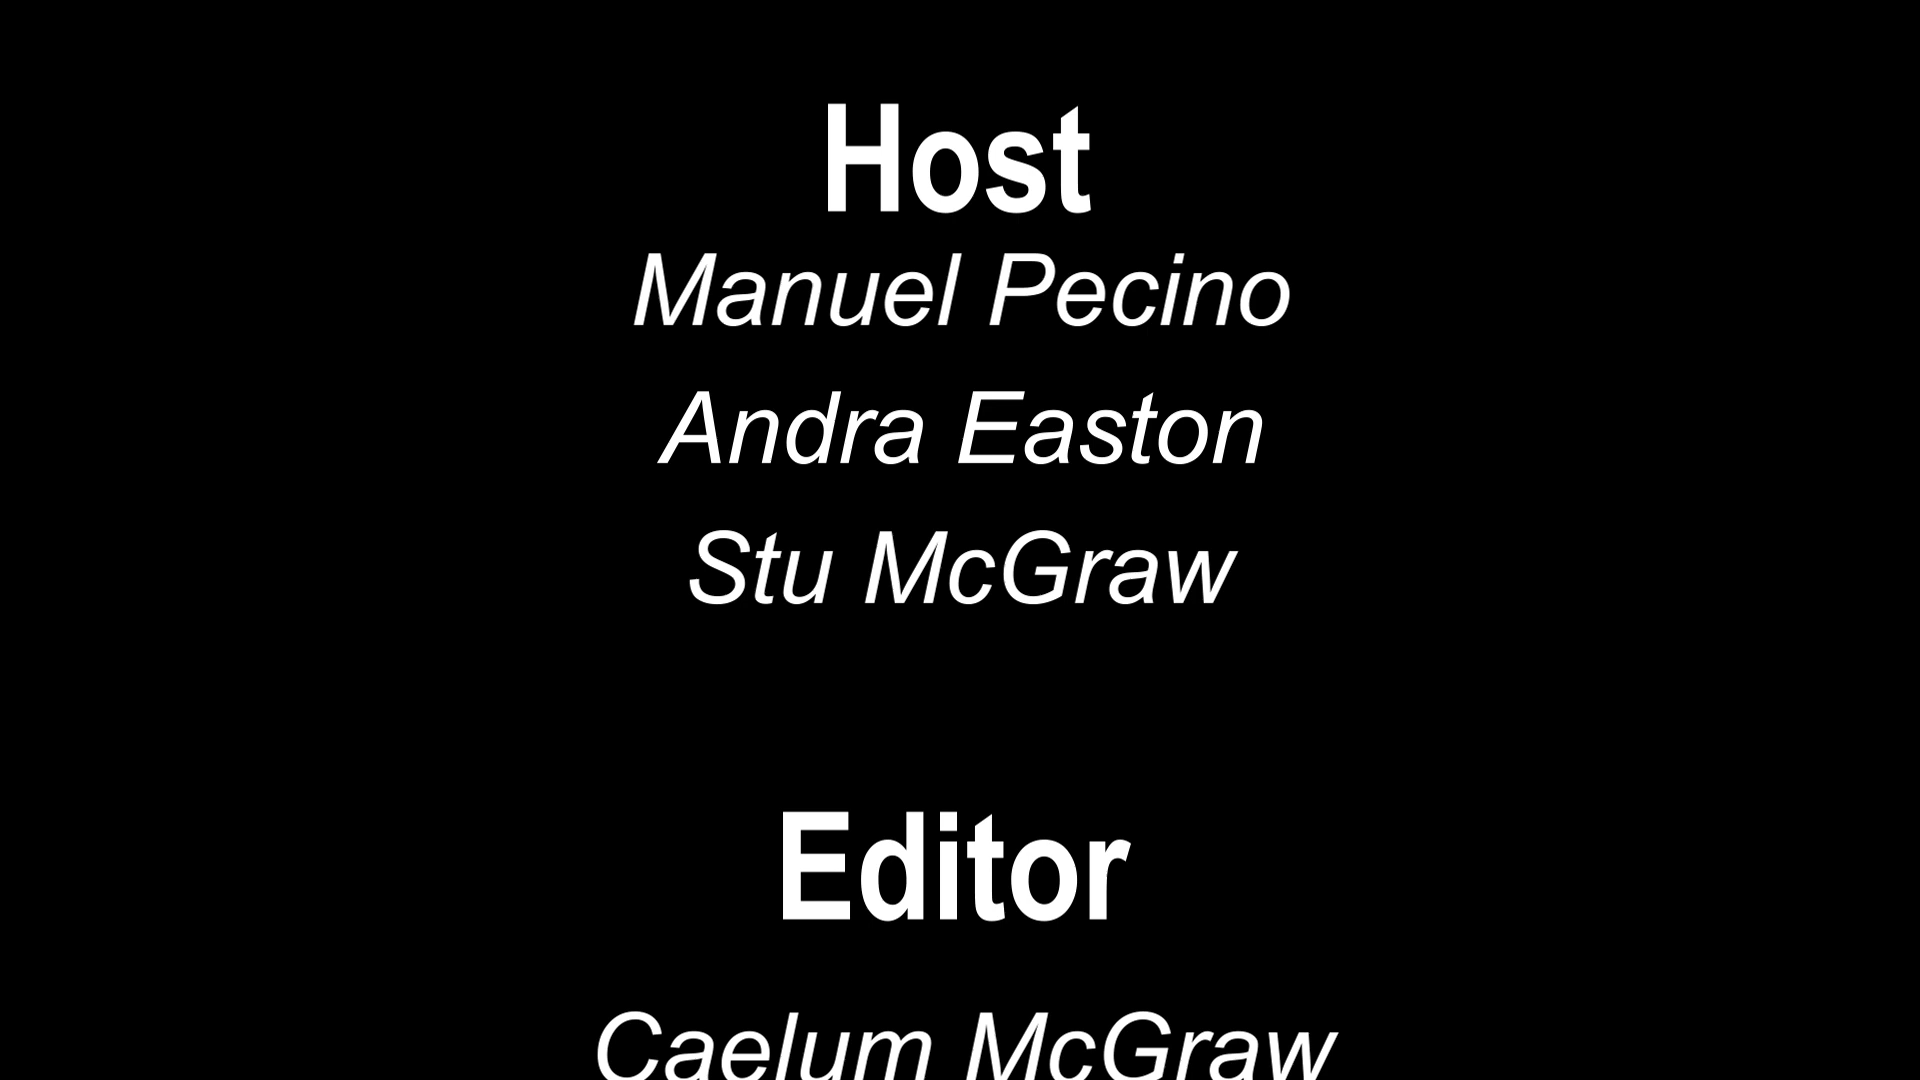 Host
Manuel Pecino
Andra Easton
Stu McGraw
Editor
Caelum McGraw